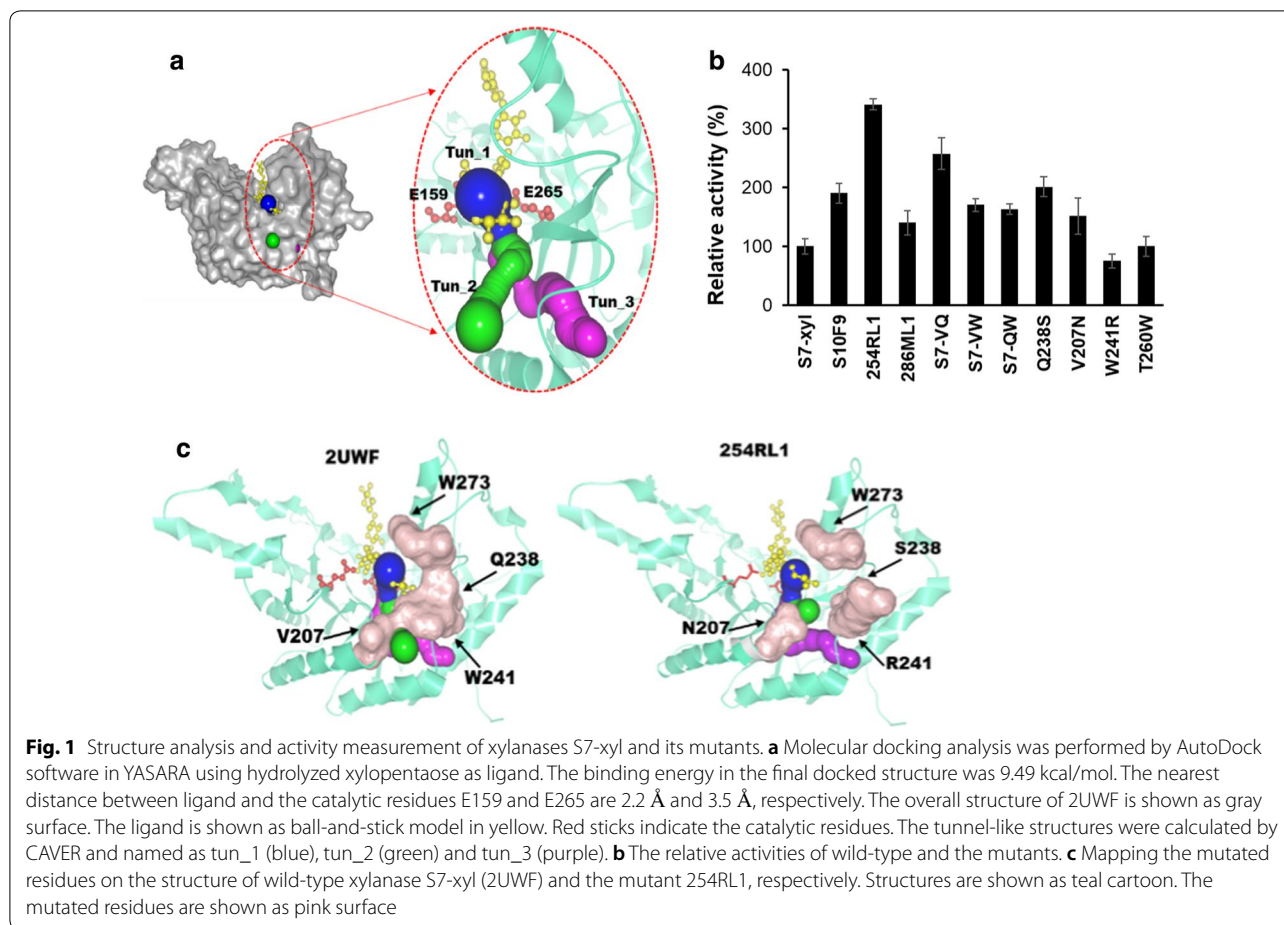 a
Tun_1
E159
E265
Tun_2
Tun_3
b
Relative activity (%)
400
300
200
100
0
S7-xyl
S10F9
254RL1
286ML1
S7-VQ
S7-VW
S7-QW
Q238S
V207N
W241R
T260W
c
2UWF
W273
Q238
V207
W241
254RL1
W273
S238
N207
R241
Fig. 1 Structure analysis and activity measurement of xylanases S7-xyl and its mutants. a Molecular docking analysis was performed by AutoDock
software in YASARA using hydrolyzed xylopentaose as ligand. The binding energy in the final docked structure was 9.49 kcal/mol. The nearest
distance between ligand and the catalytic residues E159 and E265 are 2.2 Å and 3.5 Å, respectively. The overall structure of 2UWF is shown as gray
surface. The ligand is shown as ball-and-stick model in yellow. Red sticks indicate the catalytic residues. The tunnel-like structures were calculated by
CAVER and named as tun_1 (blue), tun_2 (green) and tun_3 (purple). b The relative activities of wild-type and the mutants. c Mapping the mutated
residues on the structure of wild-type xylanase S7-xyl (2UWF) and the mutant 254RL1, respectively. Structures are shown as teal cartoon. The
mutated residues are shown as pink surface